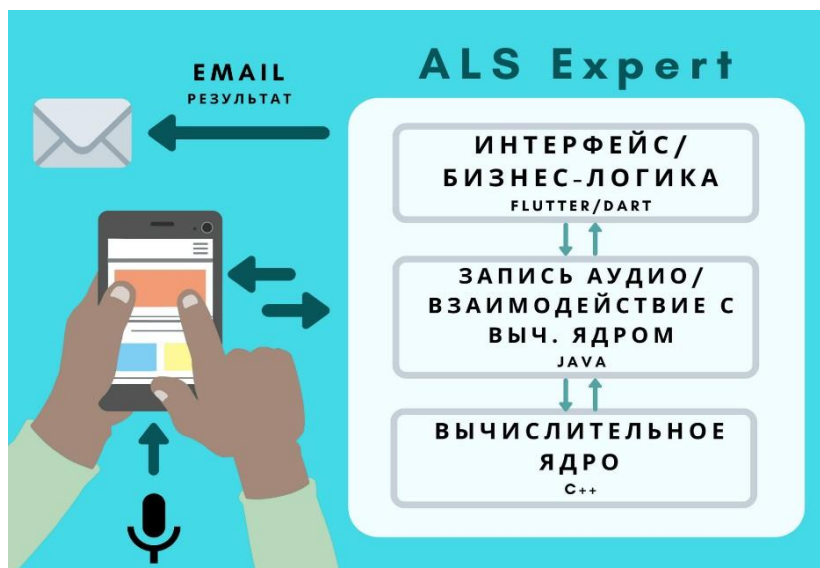 EMAIL
РЕЗУЛЬТАТ
ALS Expert
ИНТЕРФЕЙС/
БИЗНЕС-ЛОГИКА
FLUTTER/DART
ЗАПИСЬ АУДИО/
ВЗАИМОДЕЙСТВИЕ С
ВЫЧ. ЯДРОМ
JAVA
ВЫЧИСЛИТЕЛЬНОЕ
ЯДРО
C++